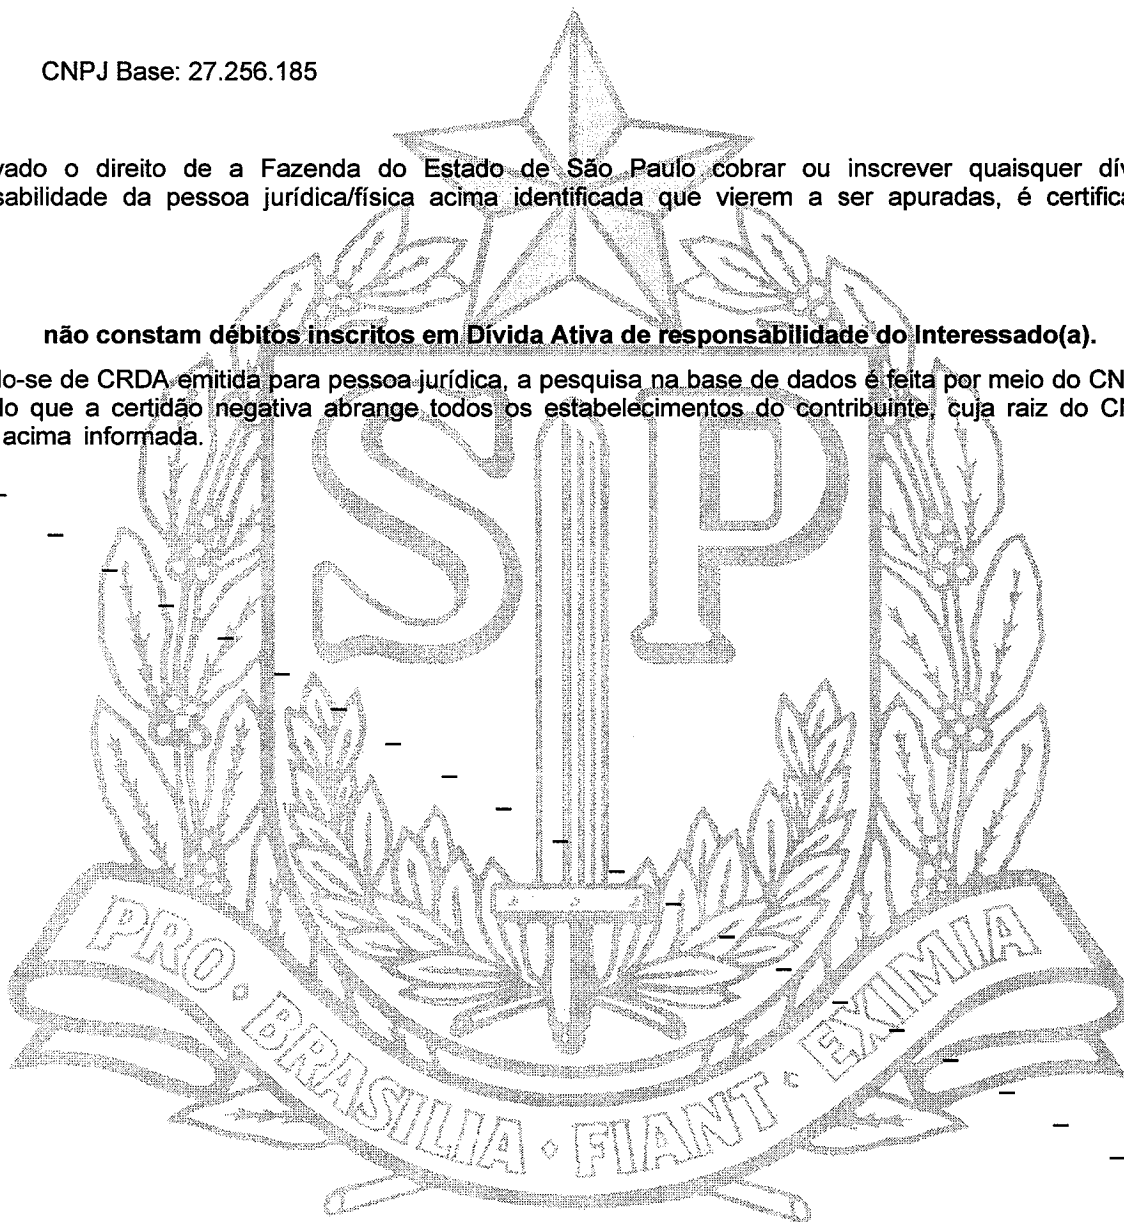 CNPJ Base: 27.256.185
vado o direito de a Fazenda do Estado de São Paulo cobrar ou inscrever quaisquer dív
sabilidade da pessoa jurídica/física acima identificada que vierem a ser apuradas, é certifica
não constam débitos inscritos em Dívida Ativa de responsabilidade do Interessado(a).
do-se de CRDA emitida para pessoa jurídica, a pesquisa na base de dados é feita por meio do CN
do que a certidão negativa abrange todos os estabelecimentos do contribuinte, cuja raiz do C
acima informada.
SP
PRO · BRASILIA · FIANT · EXIMIA